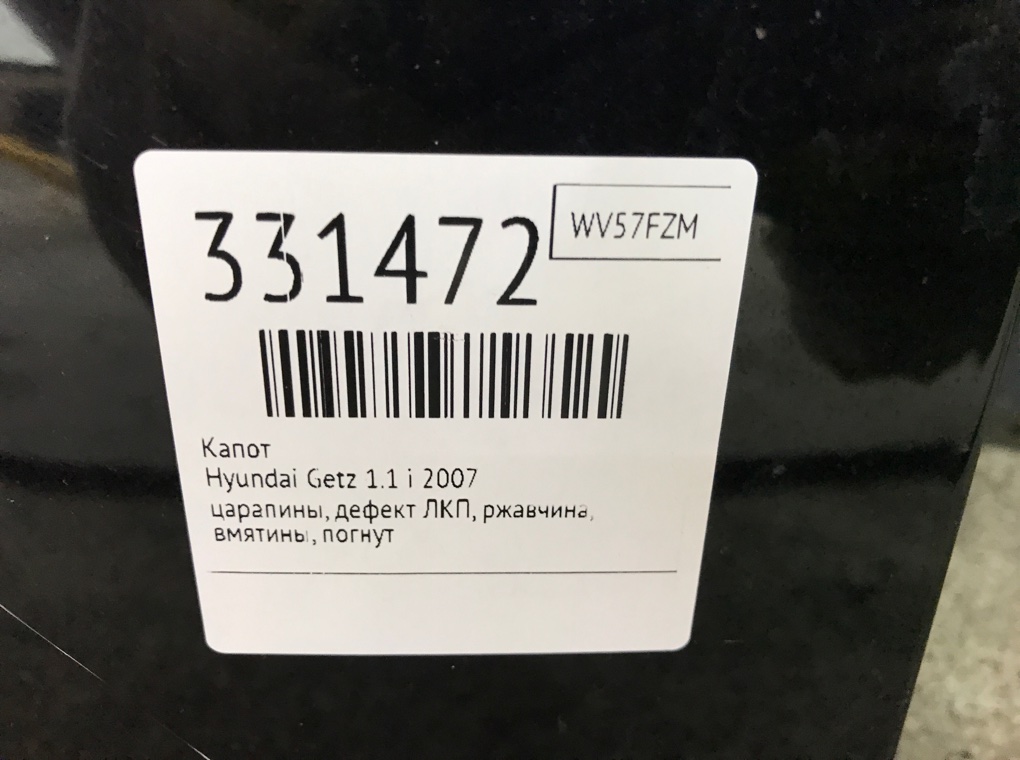 331472
WV57FZM
Капот
Hyundai Getz 1.1 i 2007
царапины, дефект ЛКП, ржавчина,
вмятины, погнут